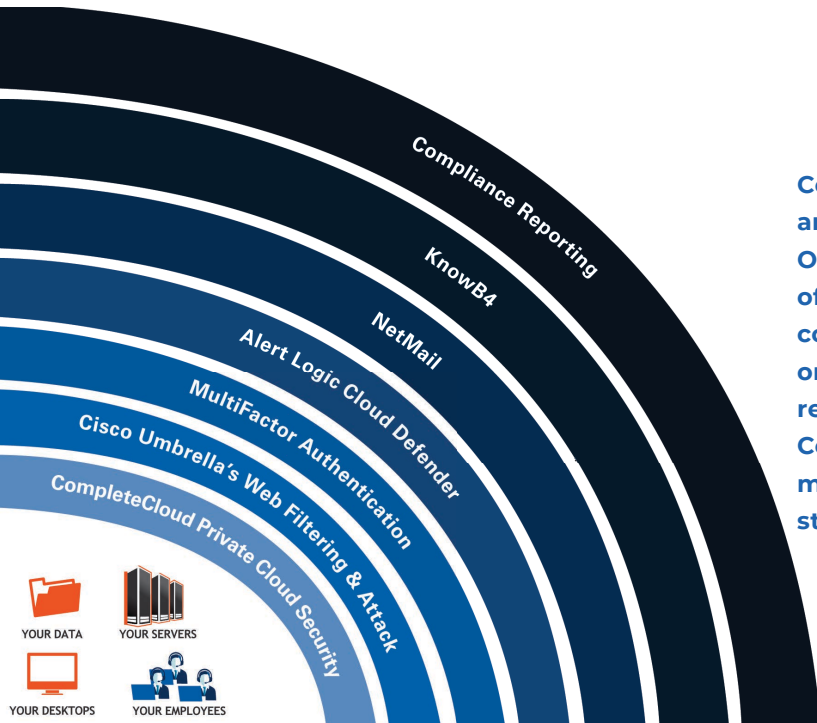 Compliance Reporting
KnowB4
NetMail
Alert Logic Cloud Defender
MultiFactor Authentication
Cisco Umbrella's Web Filtering & Attack
CompleteCloud Private Cloud Security
YOUR DATA
YOUR SERVERS
YOUR DESKTOPS
YOUR EMPLOYEES
of